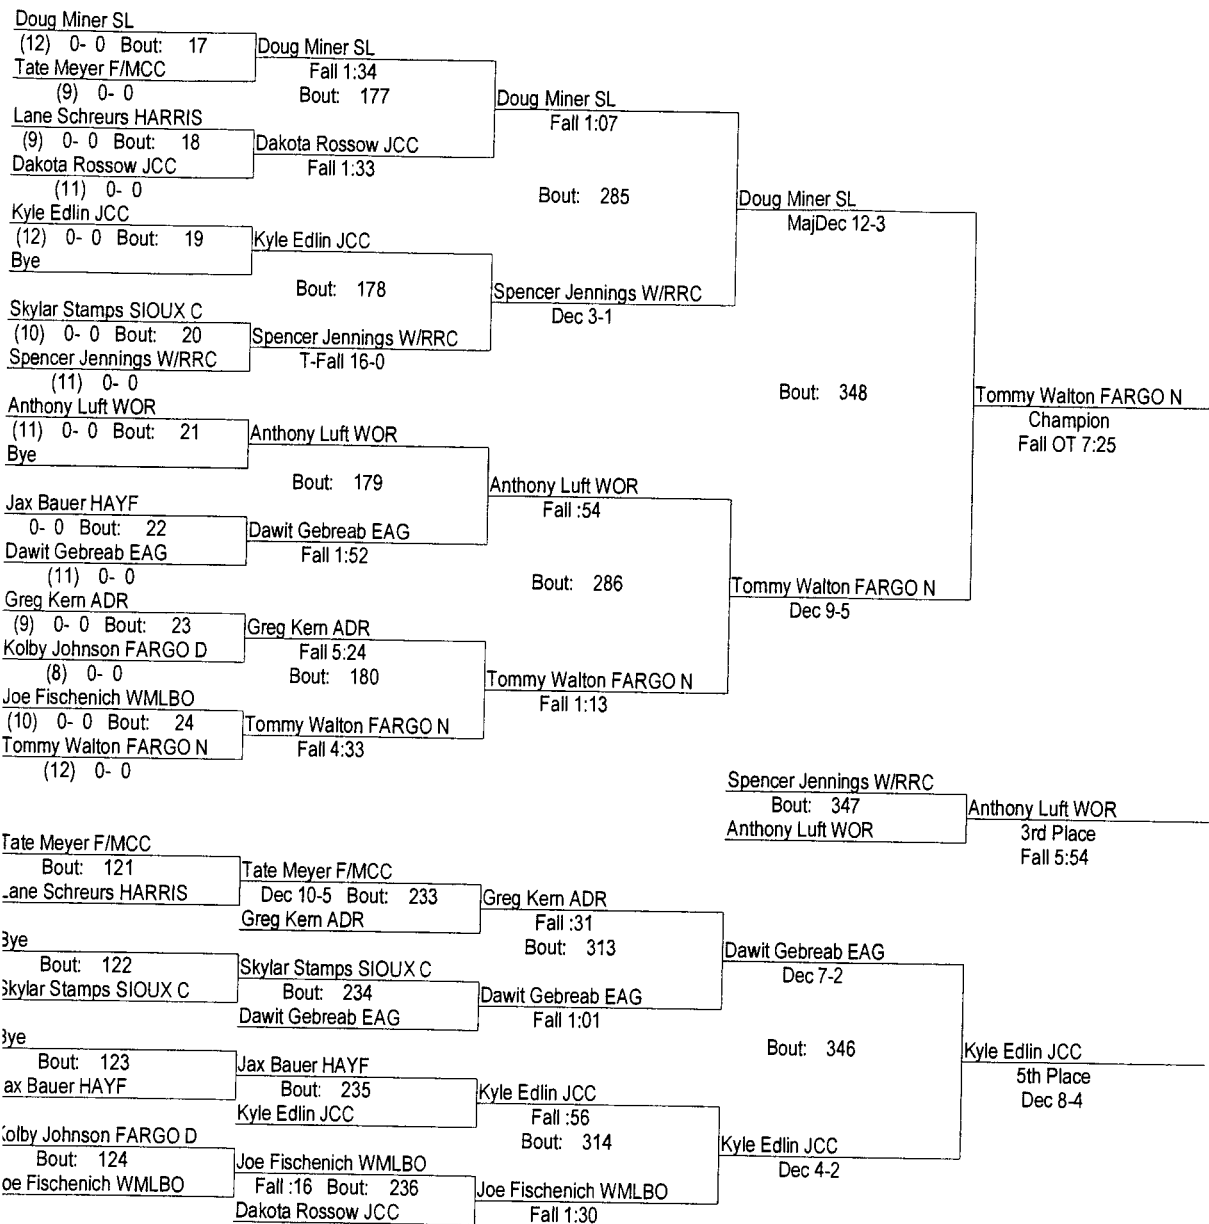 Doug Miner SL
(12) 0- 0 Bout: 17
Tate Meyer F/MCC
(9) 0- 0
Lane Schreurs HARRIS
(9) 0- 0 Bout: 18
Dakota Rossow JCC
(11) 0- 0
Kyle Edlin JCC
(12) 0- 0 Bout: 19
Bye
Skylar Stamps SIOUX C
(10) 0- 0 Bout: 20
Spencer Jennings W/RRC
(11) 0- 0
Anthony Luft WOR
(11) 0- 0 Bout: 21
Bye
Jax Bauer HAYF
0- 0 Bout: 22
Dawit Gebreab EAG
(11) 0- 0
Greg Kern ADR
(9) 0- 0 Bout: 23
Kolby Johnson FARGO D
(8) 0- 0
Joe Fischenich WMLBO
(10) 0- 0 Bout: 24
Tommy Walton FARGO N
(12) 0- 0
Doug Miner SL
Fall 1:34
Bout: 177
Dakota Rossow JCC
Fall 1:33
Kyle Edlin JCC
Bout: 178
Spencer Jennings W/RRC
T-Fall 16-0
Anthony Luft WOR
Bout: 179
Dawit Gebreab EAG
Fall 1:52
Greg Kern ADR
Fall 5:24
Bout: 180
Tommy Walton FARGO N
Fall 4:33
Doug Miner SL
Fall 1:07
Bout: 285
Spencer Jennings W/RRC
Dec 3-1
Anthony Luft WOR
Fall :54
Bout: 286
Tommy Walton FARGO N
Fall 1:13
Doug Miner SL
MajDec 12-3
Bout: 348
Tommy Walton FARGO N
Dec 9-5
Tommy Walton FARGO N
Champion
Fall OT 7:25
Spencer Jennings W/RRC
Bout: 347
Anthony Luft WOR
Anthony Luft WOR
3rd Place
Fall 5:54
Tate Meyer F/MCC
Bout: 121
Lane Schreurs HARRIS
Bye
Bout: 122
Skylar Stamps SIOUX C
Bye
Bout: 123
ax Bauer HAYF
Kolby Johnson FARGO D
Bout: 124
oe Fischenich WMLBO
Tate Meyer F/MCC
Dec 10-5 Bout: 233
Greg Kern ADR
Skylar Stamps SIOUX C
Bout: 234
Dawit Gebreab EAG
Jax Bauer HAYF
Bout: 235
Kyle Edlin JCC
Joe Fischenich WMLBO
Fall :16 Bout: 236
Dakota Rossow JCC
Greg Kern ADR
Fall :31
Bout: 313
Dawit Gebreab EAG
Fall 1:01
Kyle Edlin JCC
Fall :56
Bout: 314
Joe Fischenich WMLBO
Fall 1:30
Dawit Gebreab EAG
Dec 7-2
Bout: 346
Kyle Edlin JCC
Dec 4-2
Kyle Edlin JCC
5th Place
Dec 8-4